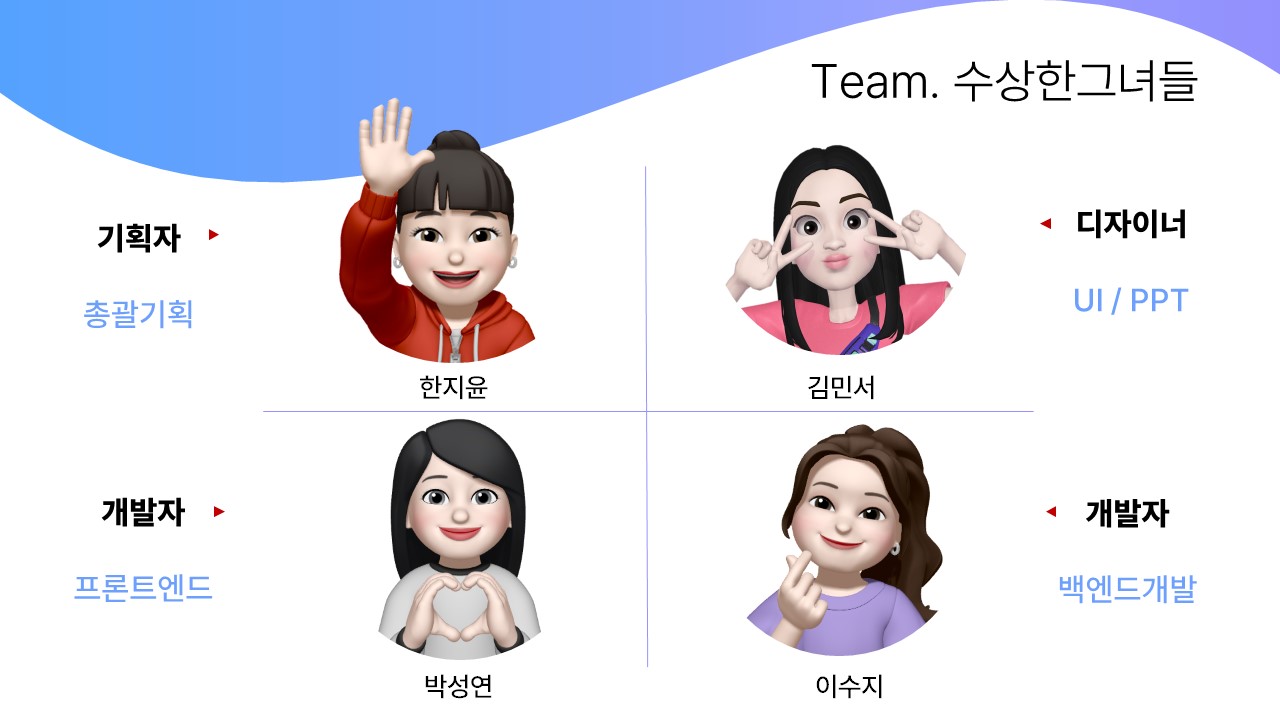 Team. 수상한그녀들
기획자
총괄기획
한지윤
디자이너
UI / PPT
김민서
개발자
프론트엔드
박성연
개발자
백엔드개발
이수지